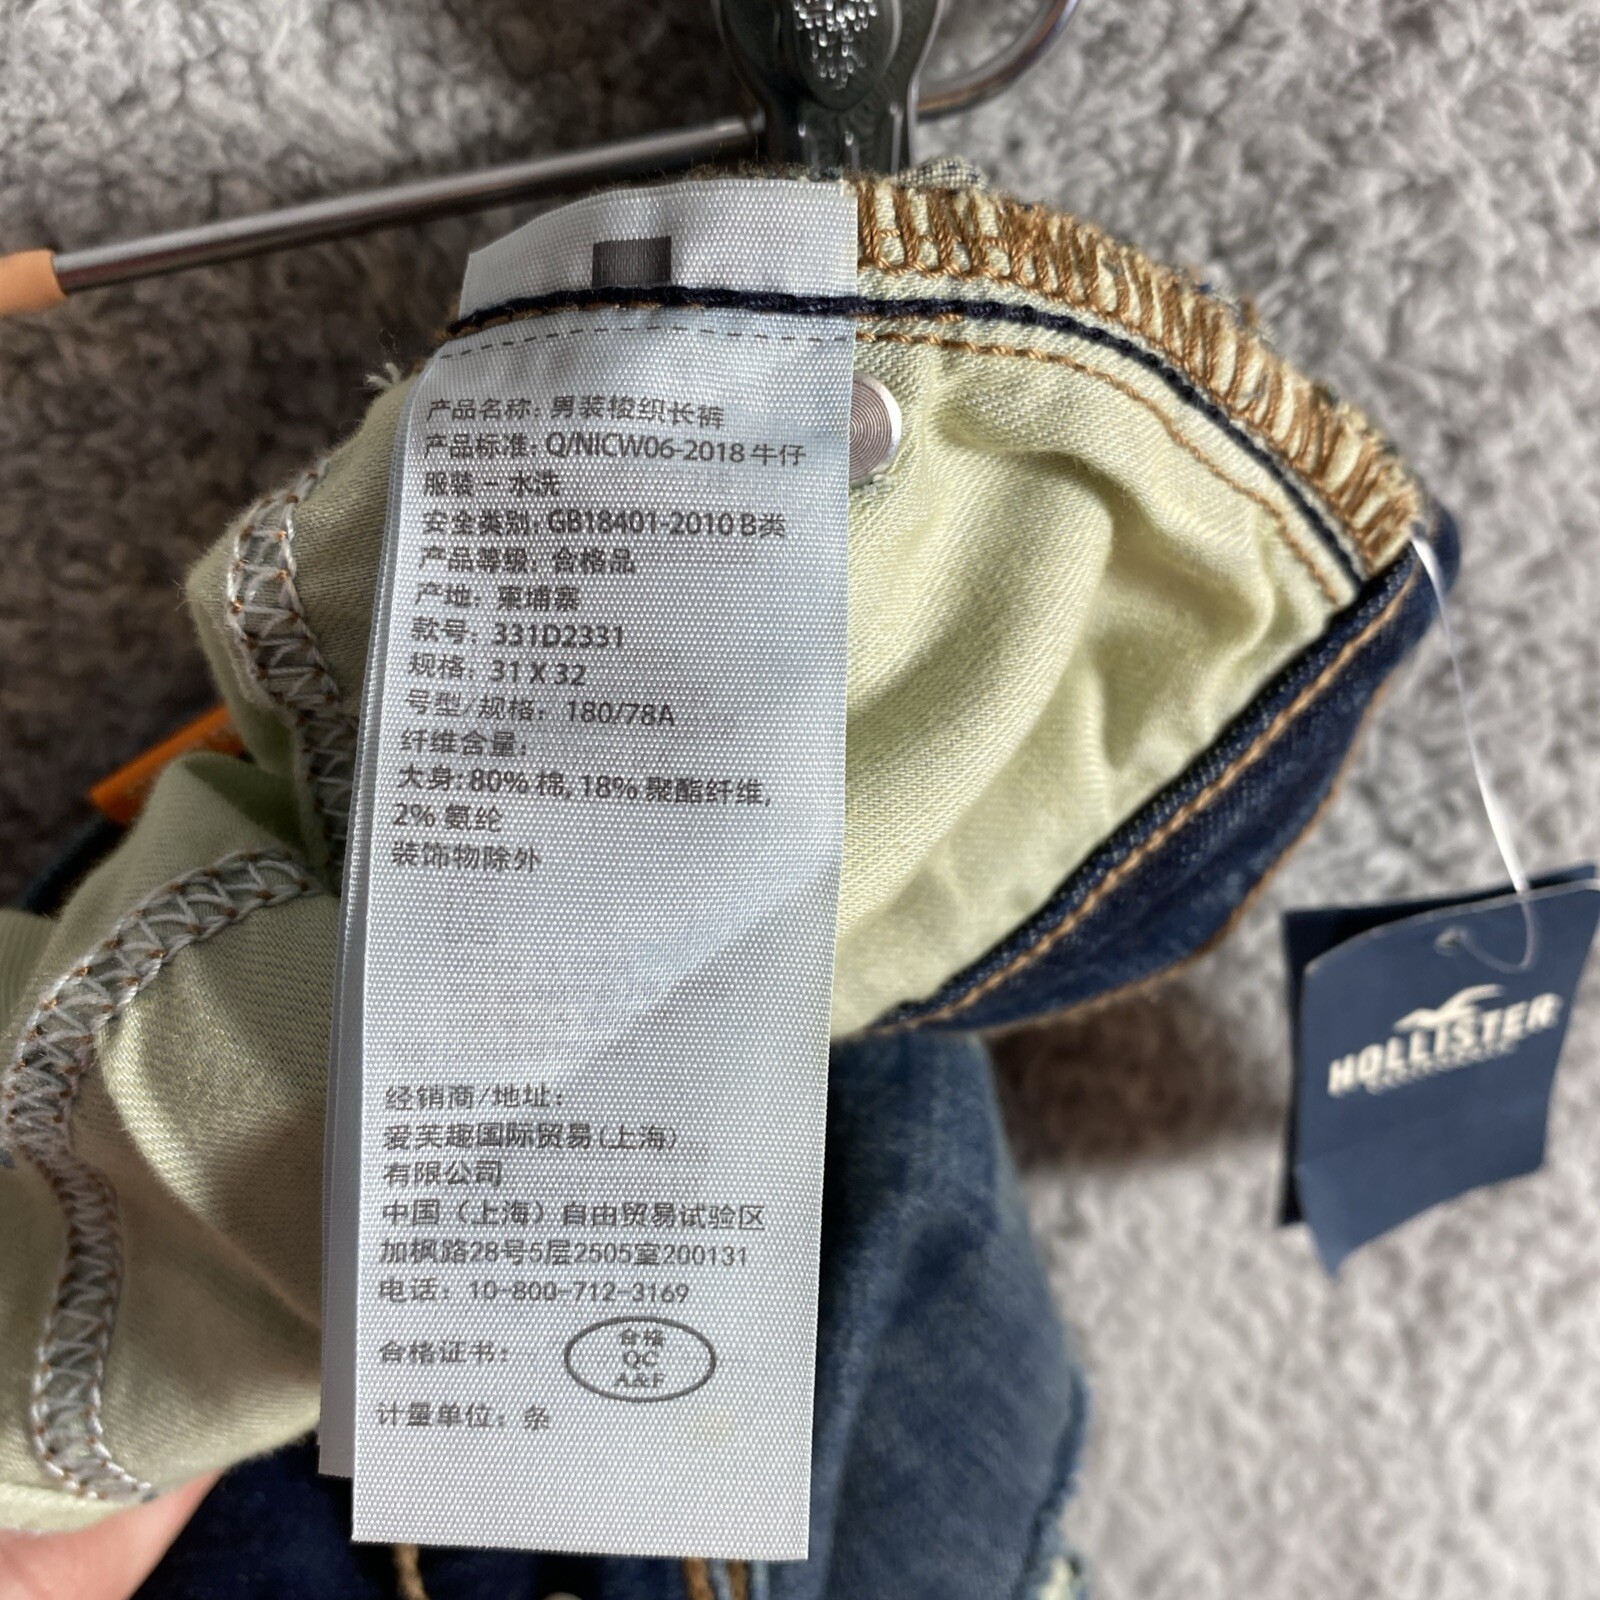 产品名称: 男装梭织长裤
产品标准: Q/NICW06-2018 牛仔
服装 - 水洗
安全类别: GB18401-2010 B类
产品等级: 合格品
产地: 柬埔寨
款号: 331D2331
规格: 31 X 32
号型/规格: 180/78A
纤维含量:
大身: 80% 棉, 18% 聚酯纤维,
2% 氨纶
装饰物除外
经销商/地址:
爱芙趣国际贸易(上海)
有限公司
中国（上海）自由贸易试验区
加枫路28号5层2505室200131
电话: 10-800-712-3169
合格证书:
合格
QC
A&F
计量单位: 条
HOLLISTER